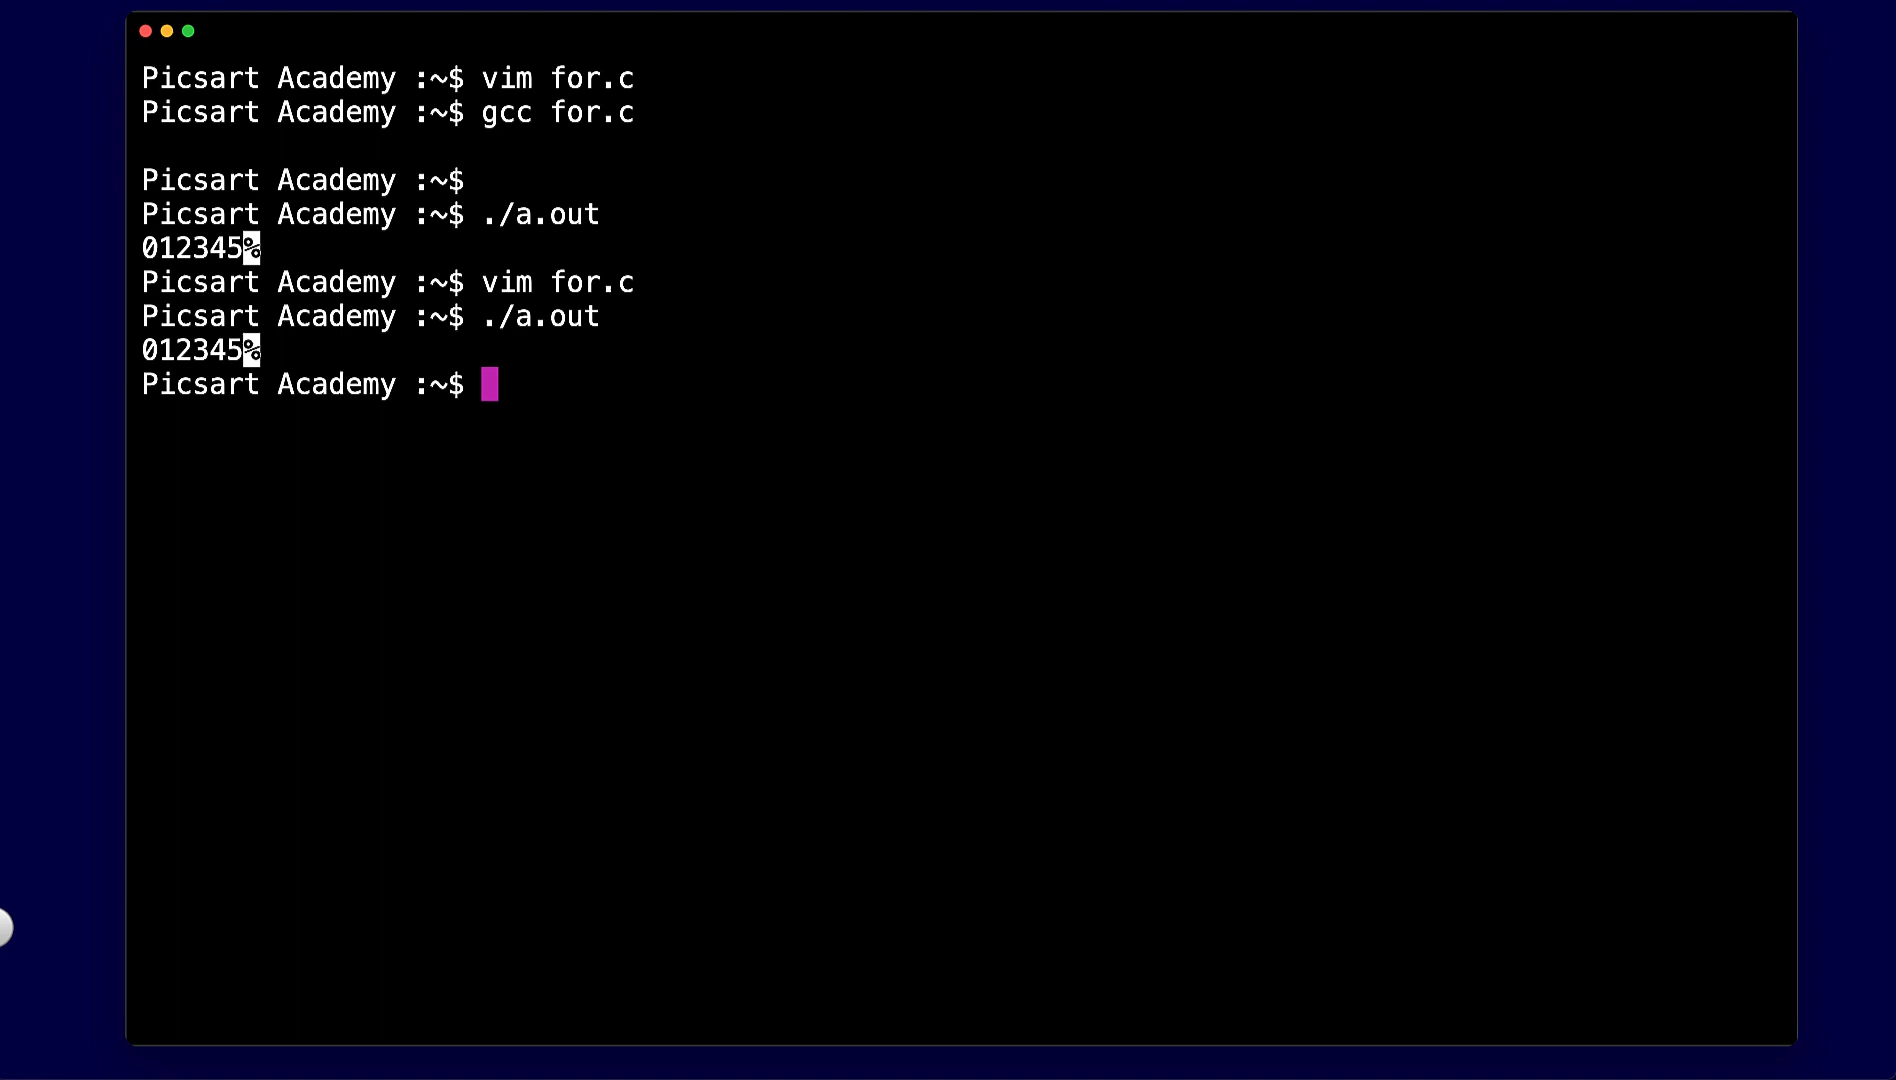 Picsart Academy :~$ vim for.c
Picsart Academy :~$ gcc for.c
Picsart Academy :~$
Picsart Academy :~$ ./a.out
012345%
Picsart Academy :~$ vim for.c
Picsart Academy :~$ ./a.out
012345%
Picsart Academy :~$